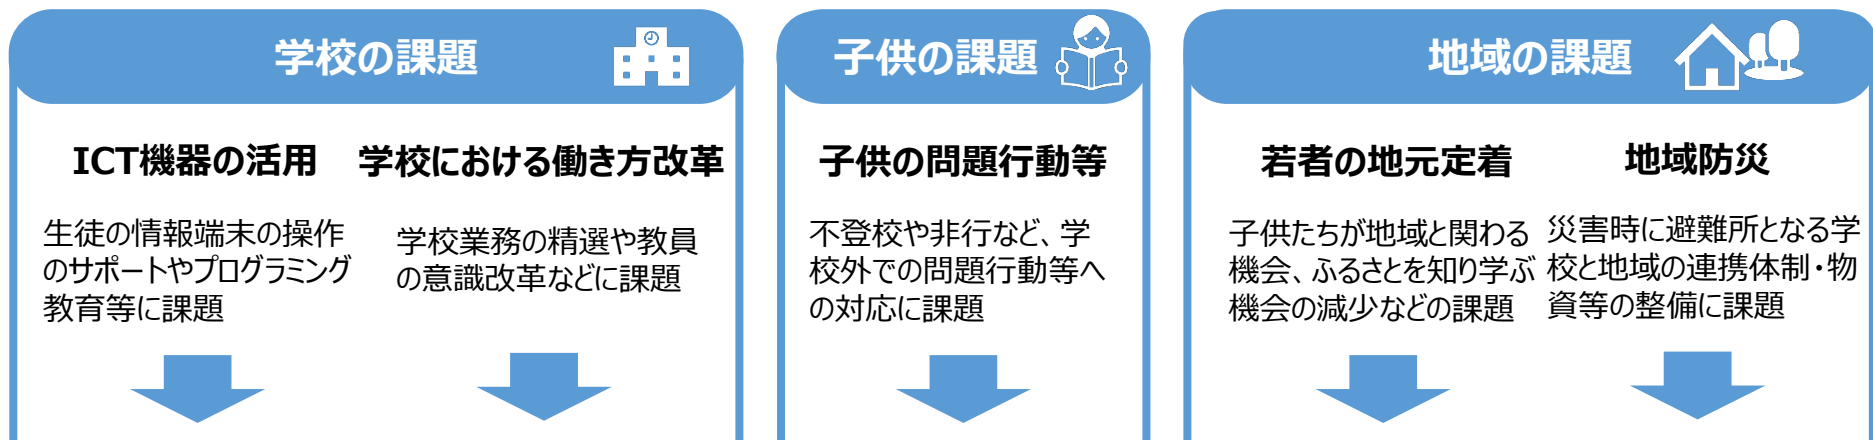 学校の課題
ICT機器の活用
生徒の情報端末の操作
のサポートやプログラミング
教育等に課題
学校における働き方改革
学校業務の精選や教員
の意識改革などに課題
子供の課題
子供の問題行動等
不登校や非行など、学
校外での問題行動等へ
の対応に課題
地域の課題
若者の地元定着
子供たちが地域と関わる
機会、ふるさとを知り学ぶ
機会の減少などの課題
地域防災
災害時に避難所となる学
校と地域の連携体制・物
資等の整備に課題